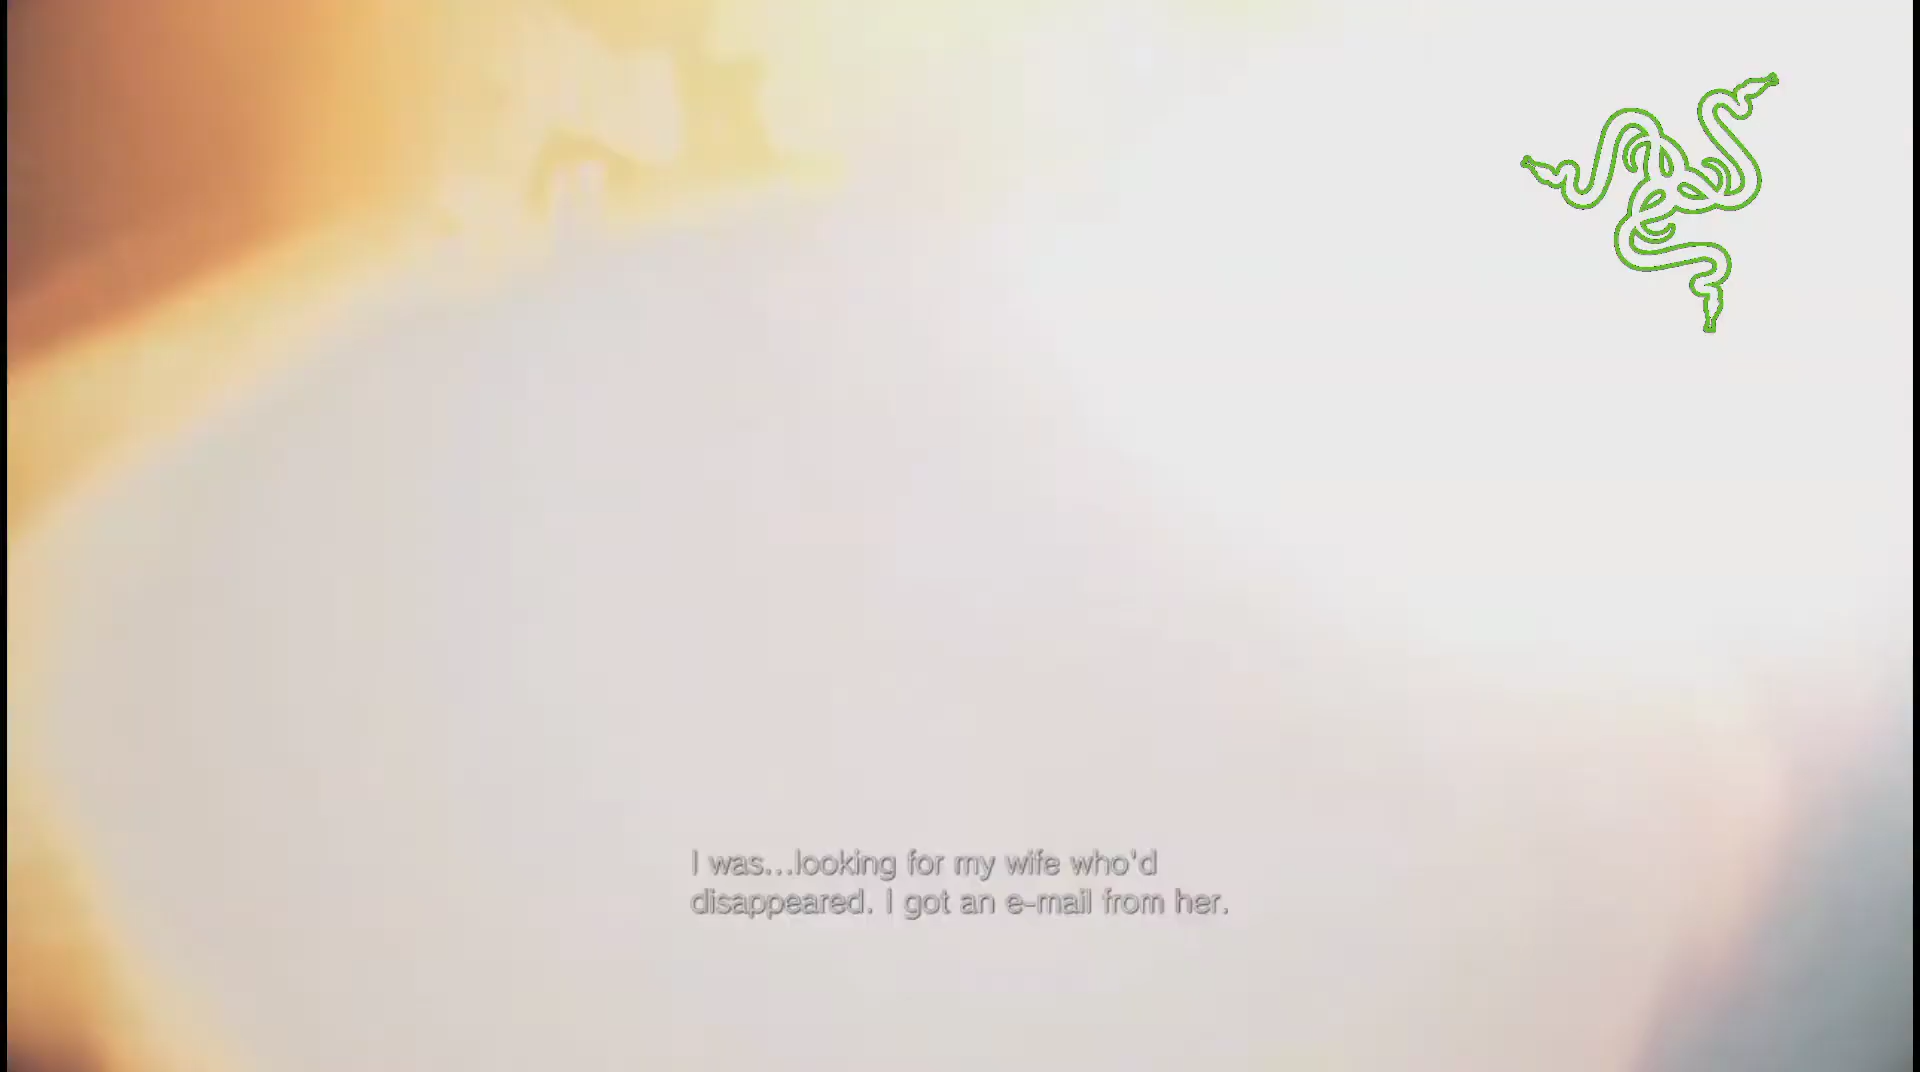 I was...looking for my wife who'd
disappeared. I got an e-mail from her.